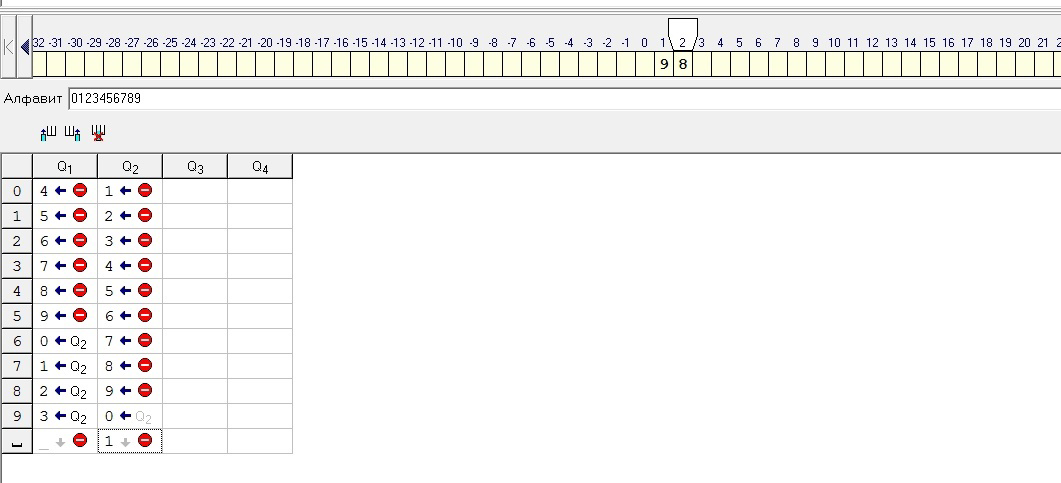 32 -31 -30 -29 -28 -27 -26 -25 -24 -23 -22 -21 -20 -19 -18 -17 -16 -15 -14 -13 -12 -11 -10 -9 -8 -7 -6 -5 -4 -3 -2 -1 0 1 2 3 4 5 6 7 8 9 10 11 12 13 14 15 16 17 18 19 20 21 2
9 8
Алфавит 0123456789
Q1 Q2 Q3 Q4
0 4 ← 1 ←
1 5 ← 2 ←
2 6 ← 3 ←
3 7 ← 4 ←
4 8 ← 5 ←
5 9 ← 6 ←
6 0 ← Q2 7 ←
7 1 ← Q2 8 ←
8 2 ← Q2 9 ←
9 3 ← Q2 0 ← Q2
␣ _ ↓ 1 ↓